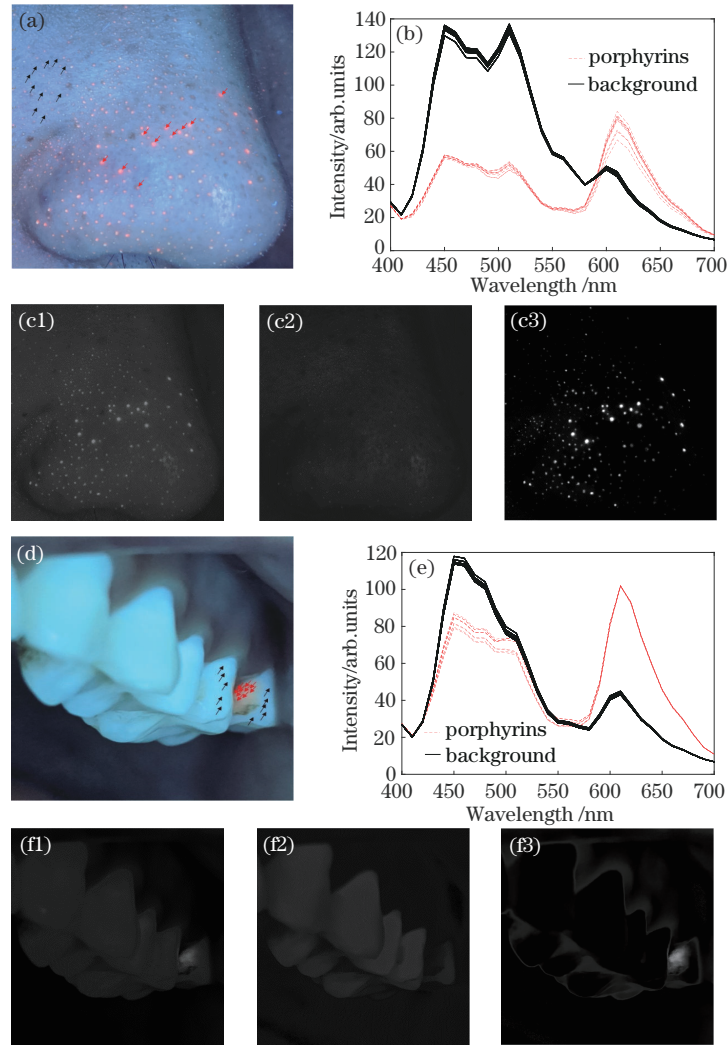 (a)
(b)
porphyrins
background
Intensity/arb.units
140
120
100
80
60
40
20
0
400
450
500
550
600
650
700
Wavelength /nm
(c1)
(c2)
(c3)
(d)
(e)
porphyrins
background
Intensity/arb.units
120
100
80
60
40
20
0
400
450
500
550
600
650
700
Wavelength /nm
(f1)
(f2)
(f3)